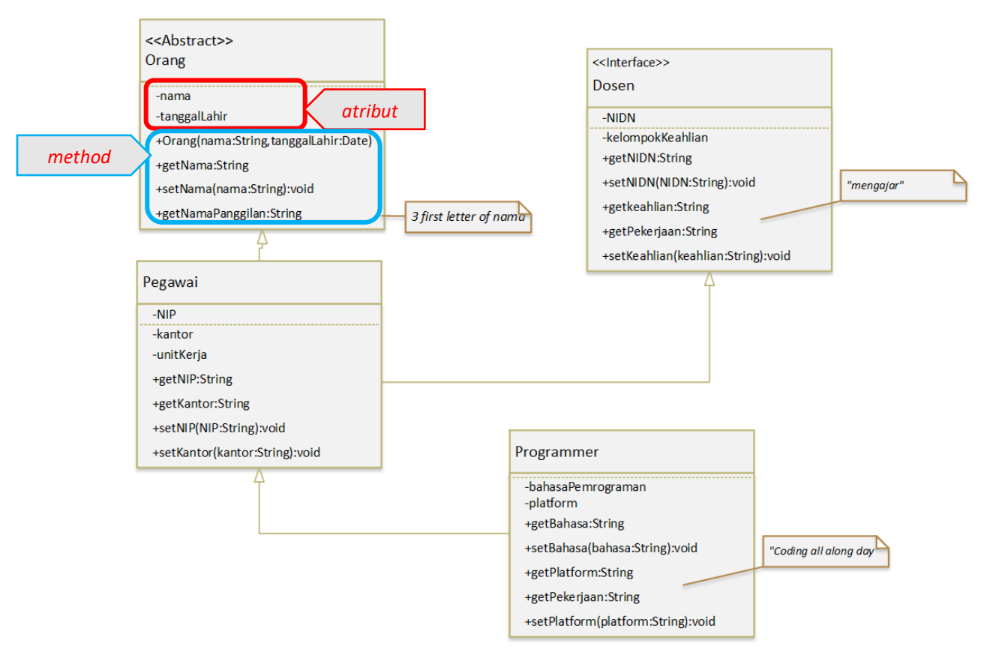 <<Abstract>>
Orang
-nama
-tanggalLahir
atribut
method
+Orang(nama:String,tanggalLahir:Date)
+getNama:String
+setNama(nama:String):void
+getNamaPanggilan:String
3 first letter of nama
<<Interface>>
Dosen
-NIDN
-kelompokKeahlian
+getNIDN:String
+setNIDN(NIDN:String):void
+getkeahlian:String
+getPekerjaan:String
+setKeahlian(keahlian:String):void
"mengajar"
Pegawai
-NIP
-kantor
-unitKerja
+getNIP:String
+getKantor:String
+setNIP(NIP:String):void
+setKantor(kantor:String):void
Programmer
-bahasaPemrograman
-platform
+getBahasa:String
+setBahasa(bahasa:String):void
+getPlatform:String
+getPekerjaan:String
+setPlatform(platform:String):void
"Coding all along day